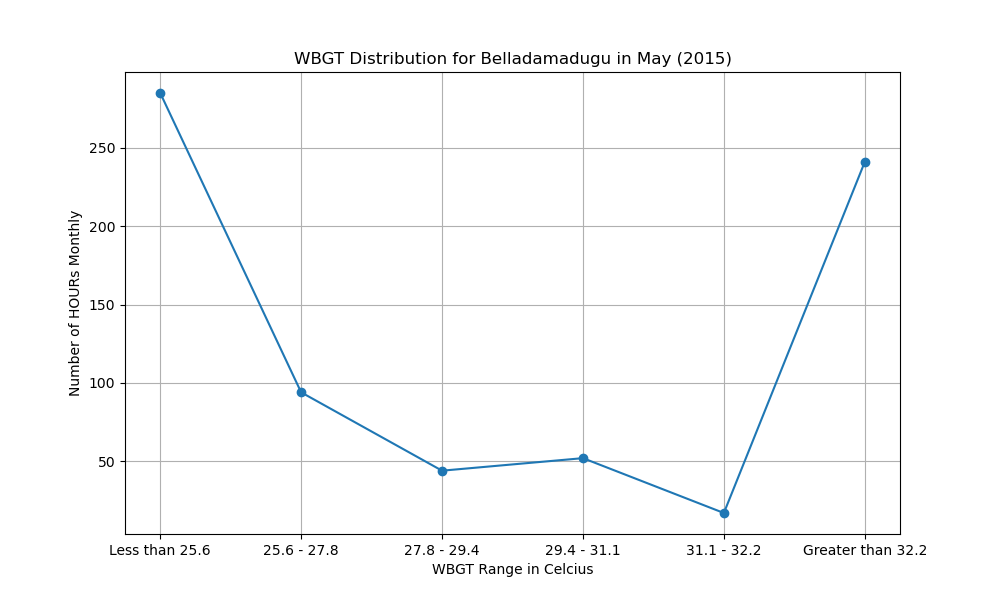 WBGT Distribution for Belladamadugu in May (2015)
Number of HOURs Monthly
250
200
150
100
50
Less than 25.6
25.6 - 27.8
27.8 - 29.4
29.4 - 31.1
31.1 - 32.2
Greater than 32.2
WBGT Range in Celcius